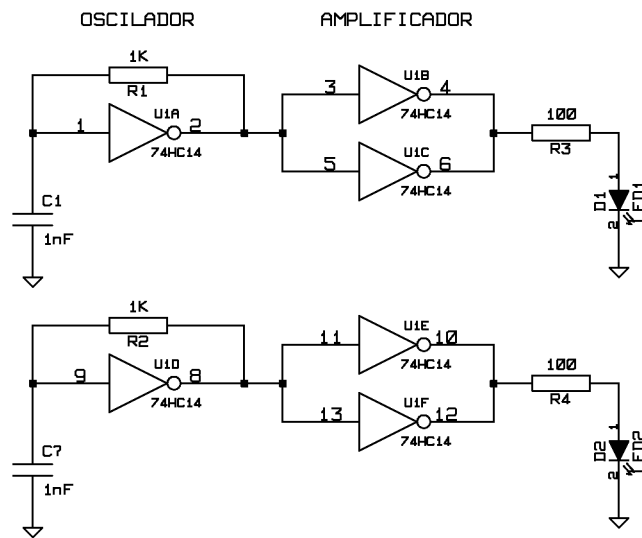 OSCILADOR
AMPLIFICADOR
1K
R1
U1A
1
2
74HC14
C1
1nF
U1B
3
4
74HC14
U1C
5
6
74HC14
100
R3
1
D1
2
1K
R2
U1D
9
8
74HC14
C7
1nF
U1E
11
10
74HC14
U1F
13
12
74HC14
100
R4
1
D2
2